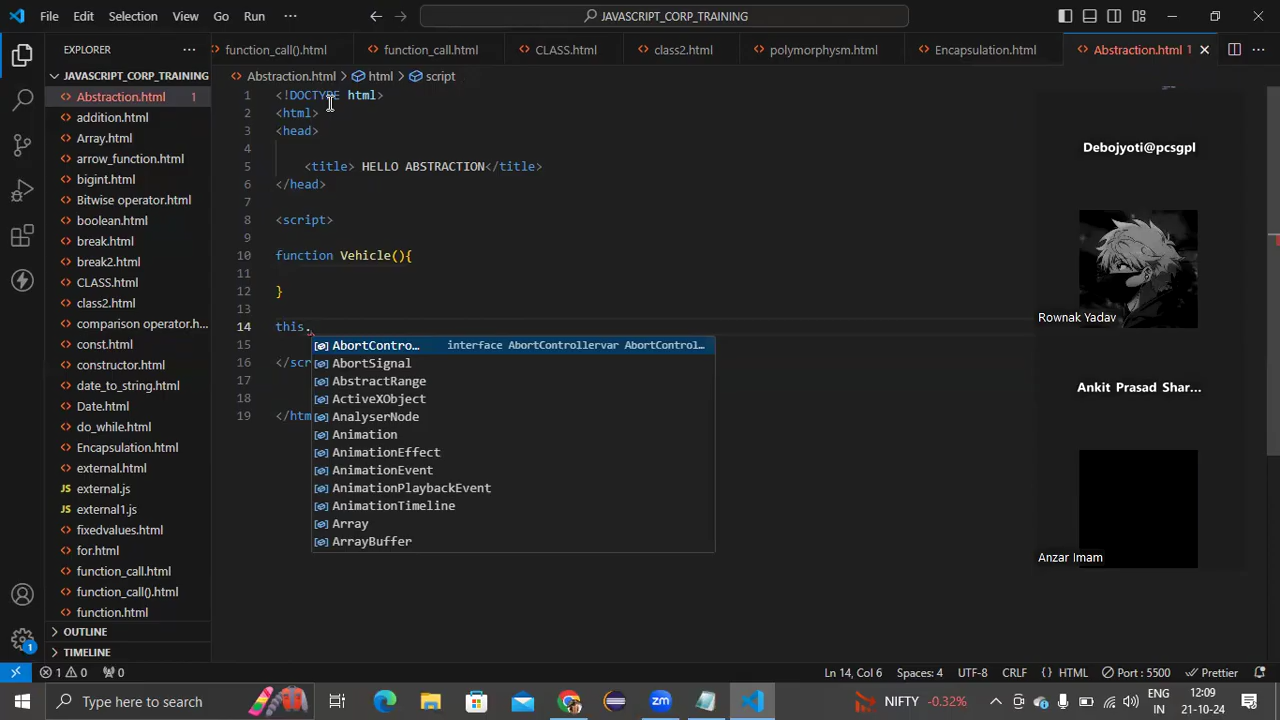 File Edit Selection View Go Run ··· JAVASCRIPT_CORP_TRAINING
EXPLORER ···
function_call().html function_call.html CLASS.html class2.html polymorphysm.html Encapsulation.html Abstraction.html 1
JAVASCRIPT_CORP_TRAINING
Abstraction.html 1
addition.html
Array.html
arrow_function.html
bigint.html
Bitwise operator.html
boolean.html
break.html
break2.html
CLASS.html
class2.html
comparison operator.h...
const.html
constructor.html
date_to_string.html
Date.html
do_while.html
Encapsulation.html
external.html
external.js
external1.js
fixedvalues.html
for.html
function_call.html
function_call().html
function.html
OUTLINE
TIMELINE
Abstraction.html > html > script
1 <!DOCTYPE html>
2 <html>
3 <head>
4
5 <title> HELLO ABSTRACTION</title>
6 </head>
7
8 <script>
9
10 function Vehicle(){
11
12 }
13
14 this.
15
16 </scr
17
18
19 </htm
AbortContro... interface AbortControllervar AbortControl...
AbortSignal
AbstractRange
ActiveXObject
AnalyserNode
Animation
AnimationEffect
AnimationEvent
AnimationPlaybackEvent
AnimationTimeline
Array
ArrayBuffer
Debojyoti@pcsgpl
Rownak Yadav
Ankit Prasad Shar...
Anzar Imam
1
1 0 0 Ln 14, Col 6 Spaces: 4 UTF-8 CRLF {} HTML Port : 5500 Prettier
Type here to search zm NIFTY -0.32% ENG IN 12:09 21-10-24